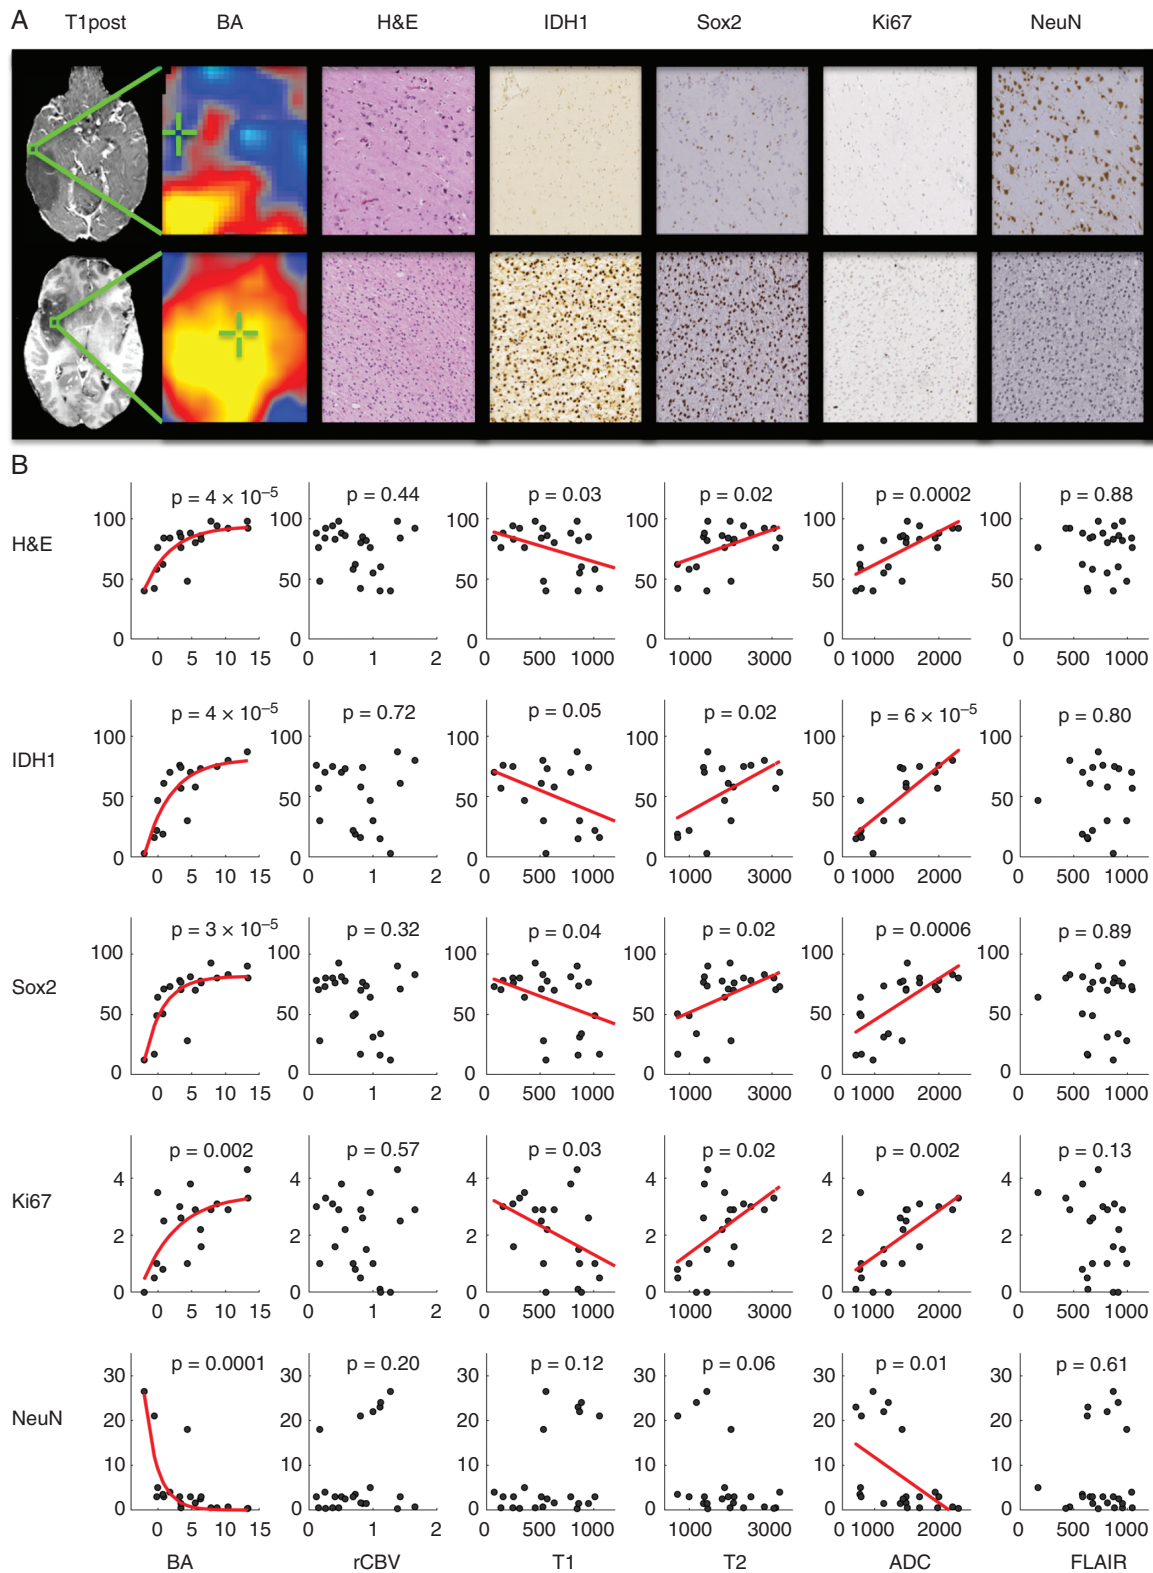 A T1post BA H&E IDH1 Sox2 Ki67 NeuN
B
H&E
p = 4 × 10⁻⁵ p = 0.44 p = 0.03 p = 0.02 p = 0.0002 p = 0.88
100 100 100 100 100 100
50 50 50 50 50 50
0 0 0 0 0 0
0 5 10 15 0 1 2 0 500 1000 1000 3000 0 1000 2000 0 500 1000
IDH1
p = 4 × 10⁻⁵ p = 0.72 p = 0.05 p = 0.02 p = 6 × 10⁻⁵ p = 0.80
100 100 100 100 100 100
50 50 50 50 50 50
0 0 0 0 0 0
0 5 10 15 0 1 2 0 500 1000 1000 3000 0 1000 2000 0 500 1000
Sox2
p = 3 × 10⁻⁵ p = 0.32 p = 0.04 p = 0.02 p = 0.0006 p = 0.89
100 100 100 100 100 100
50 50 50 50 50 50
0 0 0 0 0 0
0 5 10 15 0 1 2 0 500 1000 1000 3000 0 1000 2000 0 500 1000
Ki67
p = 0.002 p = 0.57 p = 0.03 p = 0.02 p = 0.002 p = 0.13
4 4 4 4 4 4
2 2 2 2 2 2
0 0 0 0 0 0
0 5 10 15 0 1 2 0 500 1000 1000 3000 0 1000 2000 0 500 1000
NeuN
p = 0.0001 p = 0.20 p = 0.12 p = 0.06 p = 0.01 p = 0.61
30 30 30 30 30 30
20 20 20 20 20 20
10 10 10 10 10 10
0 0 0 0 0 0
0 5 10 15 0 1 2 0 500 1000 1000 3000 0 1000 2000 0 500 1000
BA rCBV T1 T2 ADC FLAIR